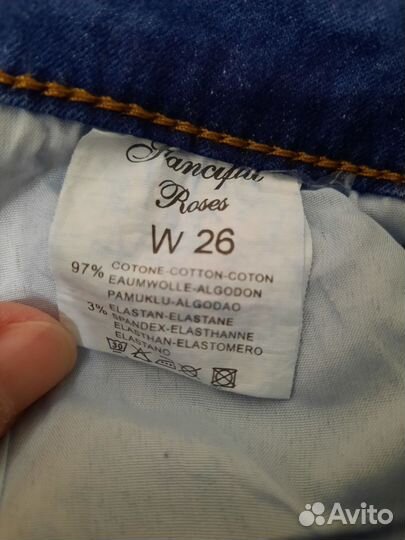 Fanciful
Roses
W 26
97% COTONE-COTTON-COTON
EAUMWOLLE-ALGODON
PAMUKLU-ALGODAO
3% ELASTAN-ELASTANE
SPANDEX-ELASTHANNE
ELASTHAN-ELASTOMERO
ELASTANO
30
Avito